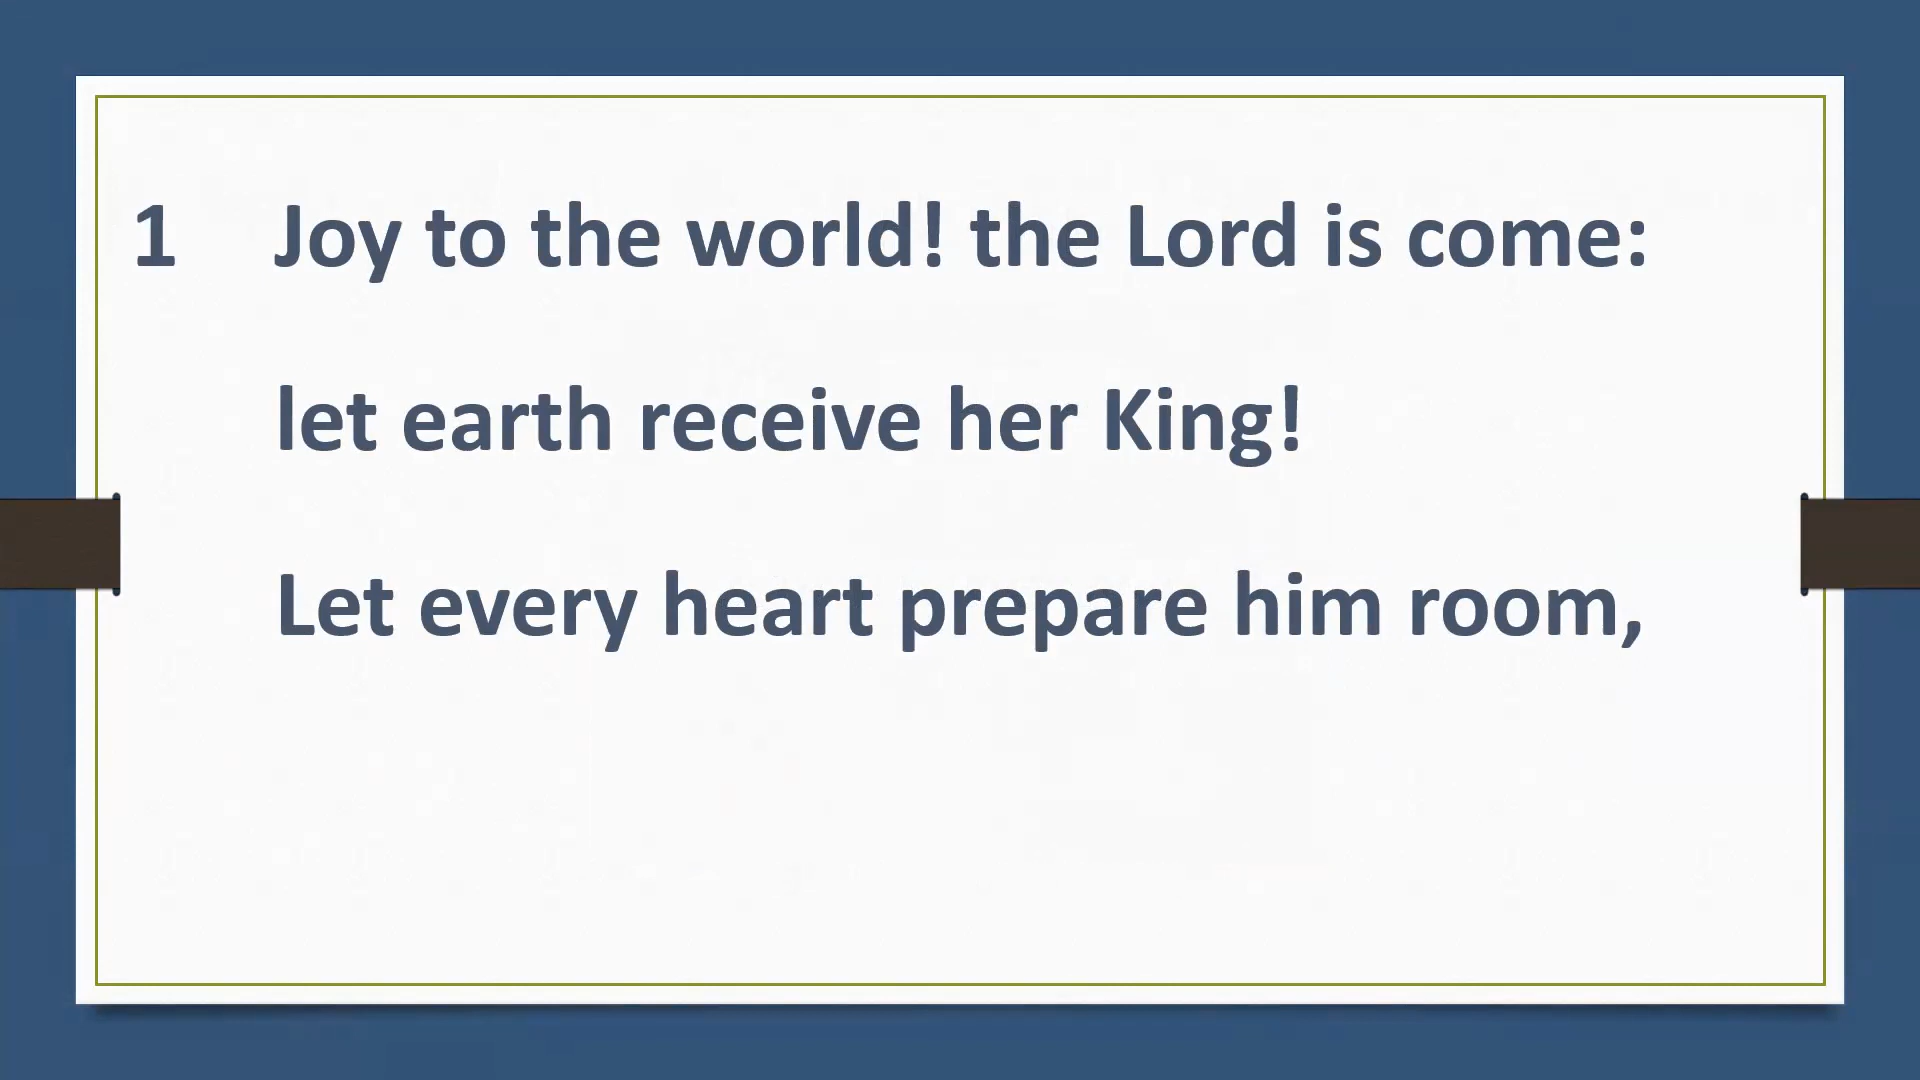 1 Joy to the world! the Lord is come:
let earth receive her King!
Let every heart prepare him room,